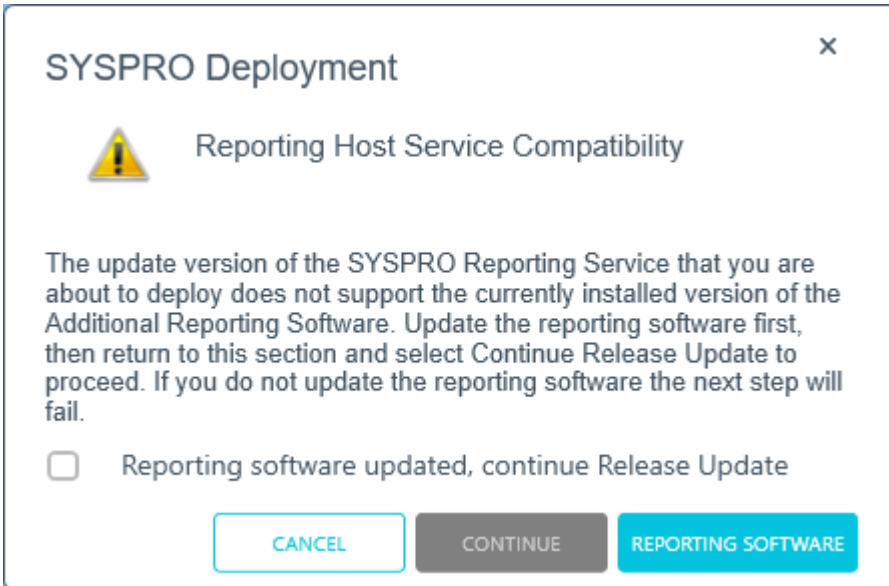 SYSPRO Deployment
Reporting Host Service Compatibility
The update version of the SYSPRO Reporting Service that you are
about to deploy does not support the currently installed version of the
Additional Reporting Software. Update the reporting software first,
then return to this section and select Continue Release Update to
proceed. If you do not update the reporting software the next step will
fail.
Reporting software updated, continue Release Update
CANCEL CONTINUE REPORTING SOFTWARE